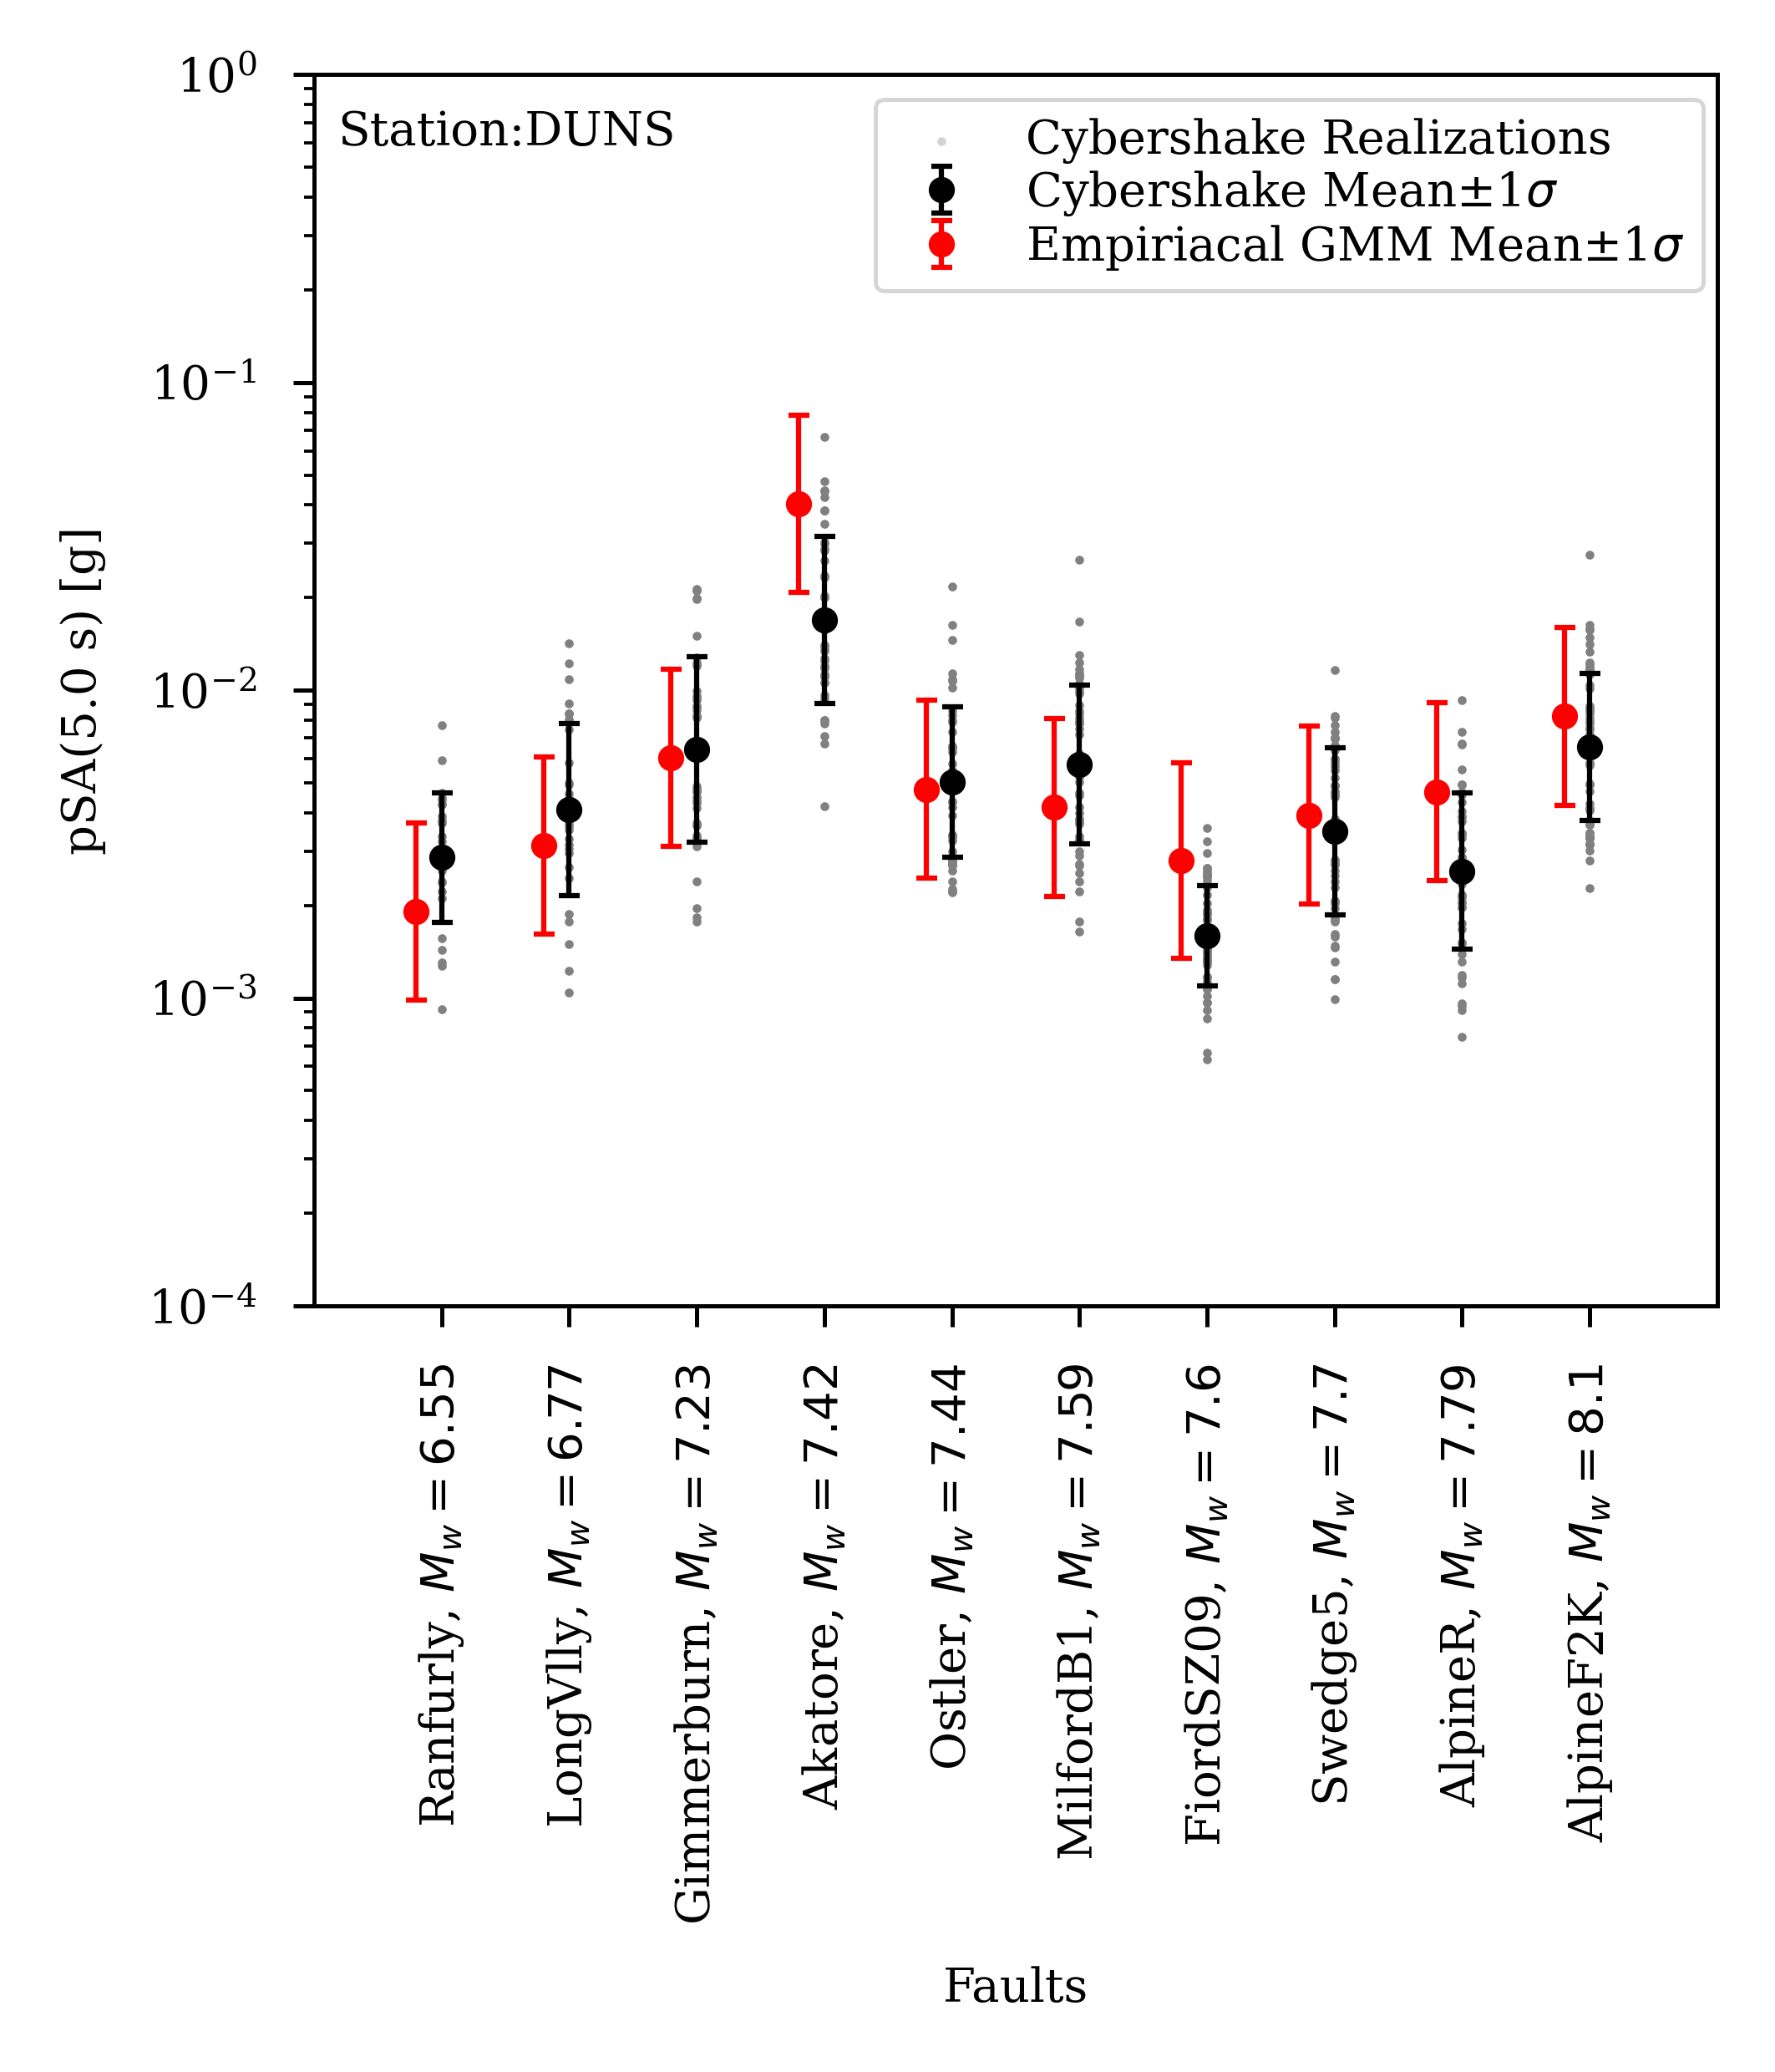 Station:DUNS
Cybershake Realizations
Cybershake Mean±1σ
Empiriacal GMM Mean±1σ
pSA(5.0 s) [g]
10⁰
10⁻¹
10⁻²
10⁻³
10⁻⁴
Ranfurly, M_w = 6.55
LongVlly, M_w = 6.77
Gimmerburn, M_w = 7.23
Akatore, M_w = 7.42
Ostler, M_w = 7.44
MilfordB1, M_w = 7.59
FiordSZ09, M_w = 7.6
Swedge5, M_w = 7.7
AlpineR, M_w = 7.79
AlpineF2K, M_w = 8.1
Faults